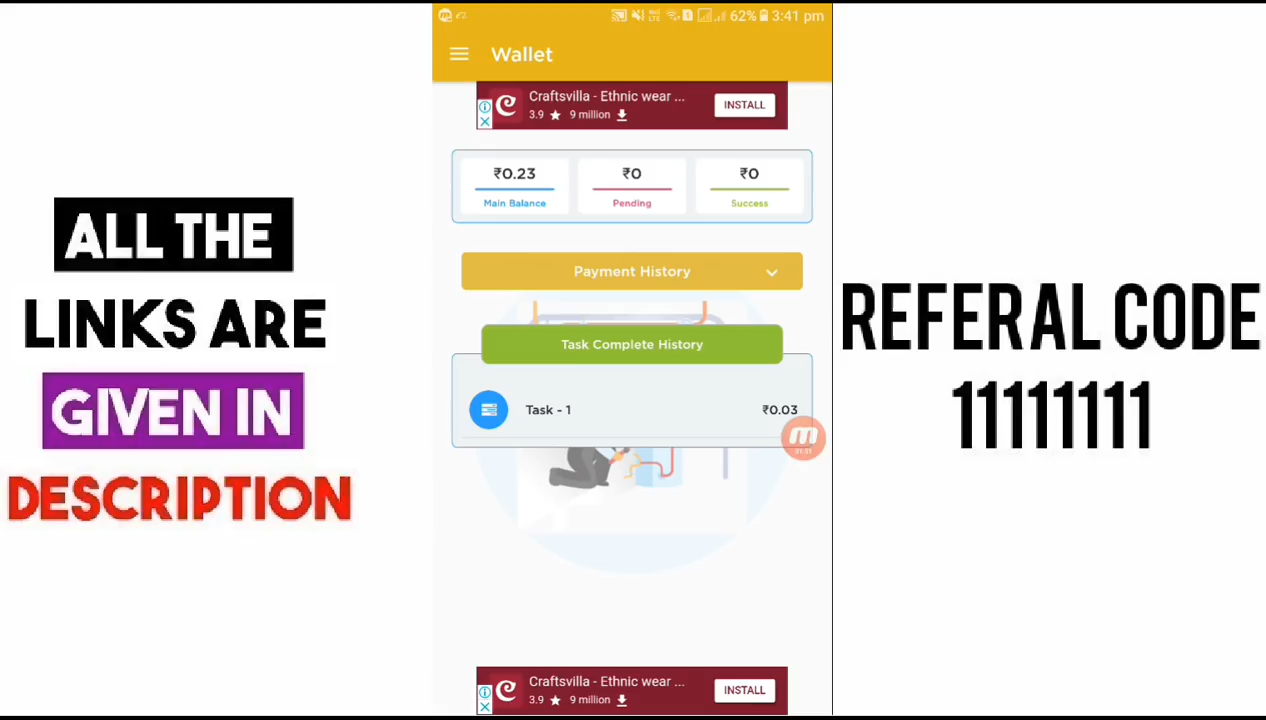 62% 3:41 pm
Wallet
Craftsvilla - Ethnic wear ...
3.9 ★ 9 million
INSTALL
₹0.23 ₹0 ₹0
Main Balance Pending Success
Payment History
Task Complete History
Task - 1 ₹0.03
Craftsvilla - Ethnic wear ...
3.9 ★ 9 million
INSTALL
ALL THE
LINKS ARE
GIVEN IN
DESCRIPTION
REFERAL CODE
11111111